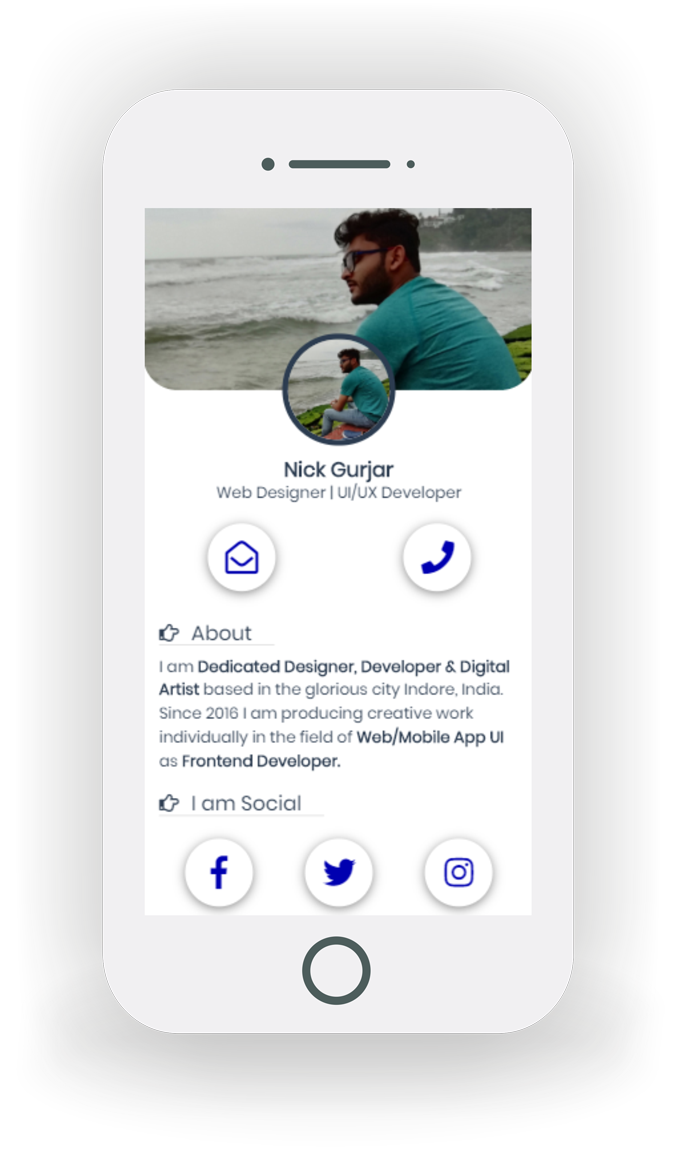 Nick Gurjar
Web Designer | UI/UX Developer
About
I am Dedicated Designer, Developer & Digital
Artist based in the glorious city Indore, India.
Since 2016 I am producing creative work
individually in the field of Web/Mobile App UI
as Frontend Developer.
I am Social